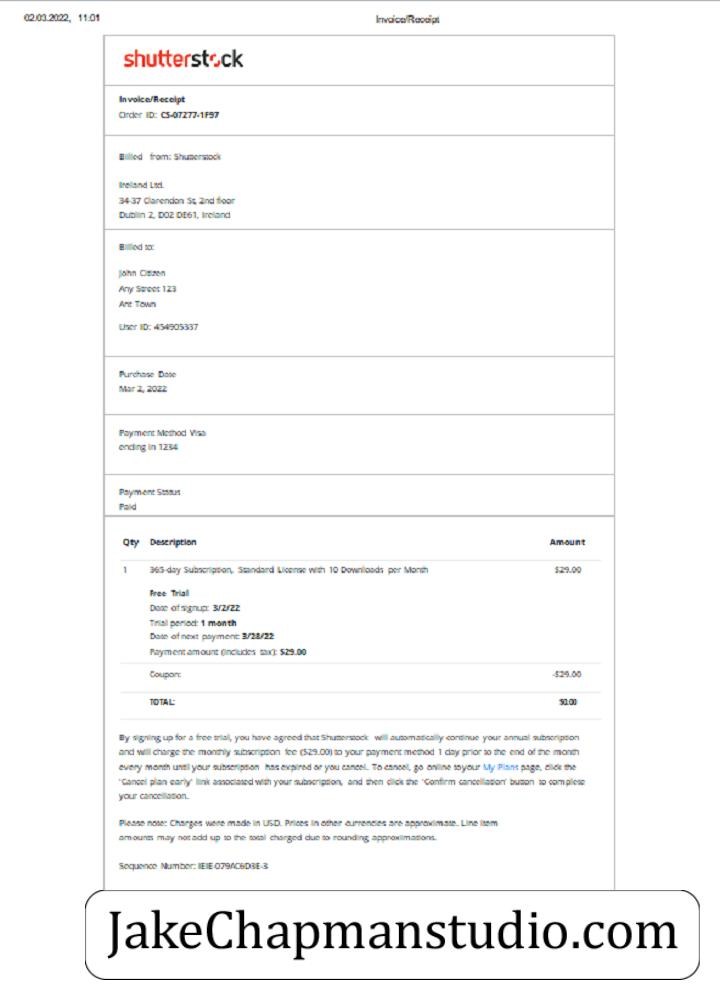 02.03.2022, 11:01 Invoice/Receipt
shutterstock
Invoice/Receipt
Order ID: CS-07277-1F97
Billed from: Shutterstock
Ireland Ltd.
34-37 Clarendon St, 2nd floor
Dublin 2, D02 DE61, Ireland
Billed to:
John Citizen
Any Street 123
Any Town
User ID: 454905337
Purchase Date
Mar 2, 2022
Payment Method Visa
ending in 1234
Payment Status
Paid
Qty Description Amount
1 365-day Subscription, Standard License with 10 Downloads per Month $29.00
Free Trial
Date of signup: 3/2/22
Trial period: 1 month
Date of next payment: 3/28/22
Payment amount (includes tax): $29.00
Coupon: -$29.00
TOTAL: $0.00
By signing up for a free trial, you have agreed that Shutterstock will automatically continue your annual subscription
and will charge the monthly subscription fee ($29.00) to your payment method 1 day prior to the end of the month
every month until your subscription has expired or you cancel. To cancel, go online to your My Plans page, click the
'Cancel plan early' link associated with your subscription, and then click the 'Confirm cancellation' button to complete
your cancellation.
Please note: Charges were made in USD. Prices in other currencies are approximate. Line item
amounts may not add up to the total charged due to rounding approximations.
Sequence Number: IEIE-079AC6D3E-3
JakeChapmanstudio.com